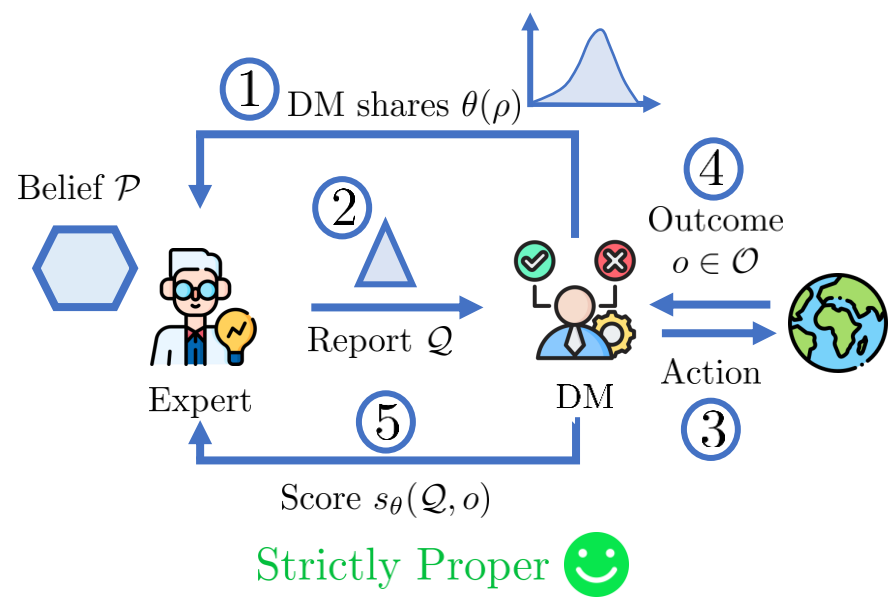 1
DM shares θ(ρ)
Belief 𝒫
2
4
Outcome
o ∈ 𝒪
Report 𝒬
Action
Expert
DM
3
5
Score s_θ(𝒬, o)
Strictly Proper